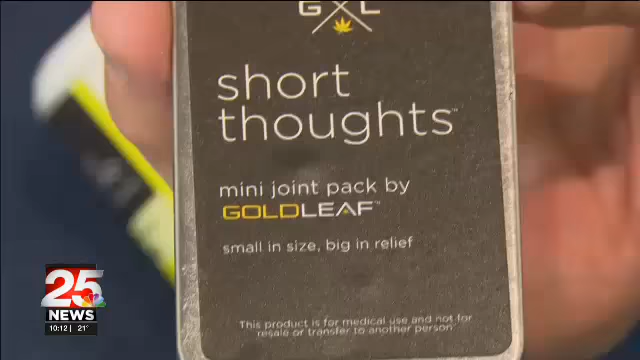 G L
short
thoughts™
mini joint pack by
GOLDLEAF™
small in size, big in relief
This product is for medical use and not for
resale or transfer to another person
25
NEWS
10:12 21°